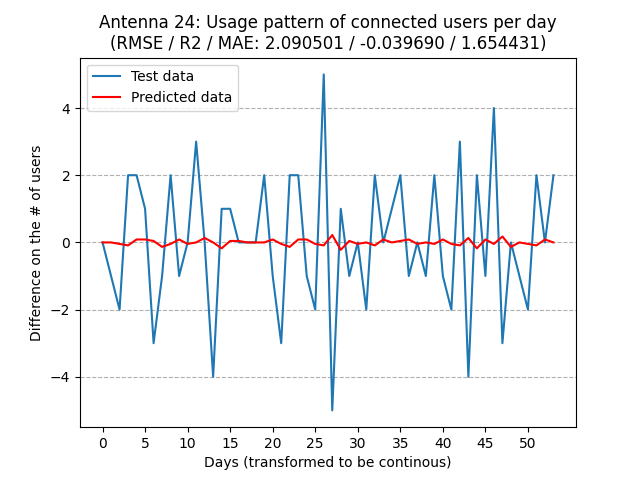 Antenna 24: Usage pattern of connected users per day
(RMSE / R2 / MAE: 2.090501 / -0.039690 / 1.654431)
Test data
Predicted data
Difference on the # of users
4
2
0
−2
−4
0 5 10 15 20 25 30 35 40 45 50
Days (transformed to be continous)